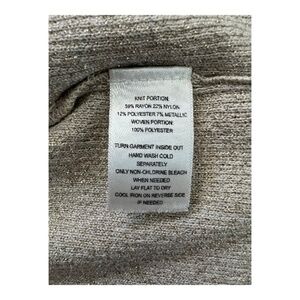 KNIT PORTION:
59% RAYON 22% NYLON
12% POLYESTER 7% METALLIC
WOVEN PORTION:
100% POLYESTER
TURN GARMENT INSIDE OUT
HAND WASH COLD
SEPARATELY
ONLY NON-CHLORINE BLEACH
WHEN NEEDED
LAY FLAT TO DRY
COOL IRON ON REVERSE SIDE
IF NEEDED